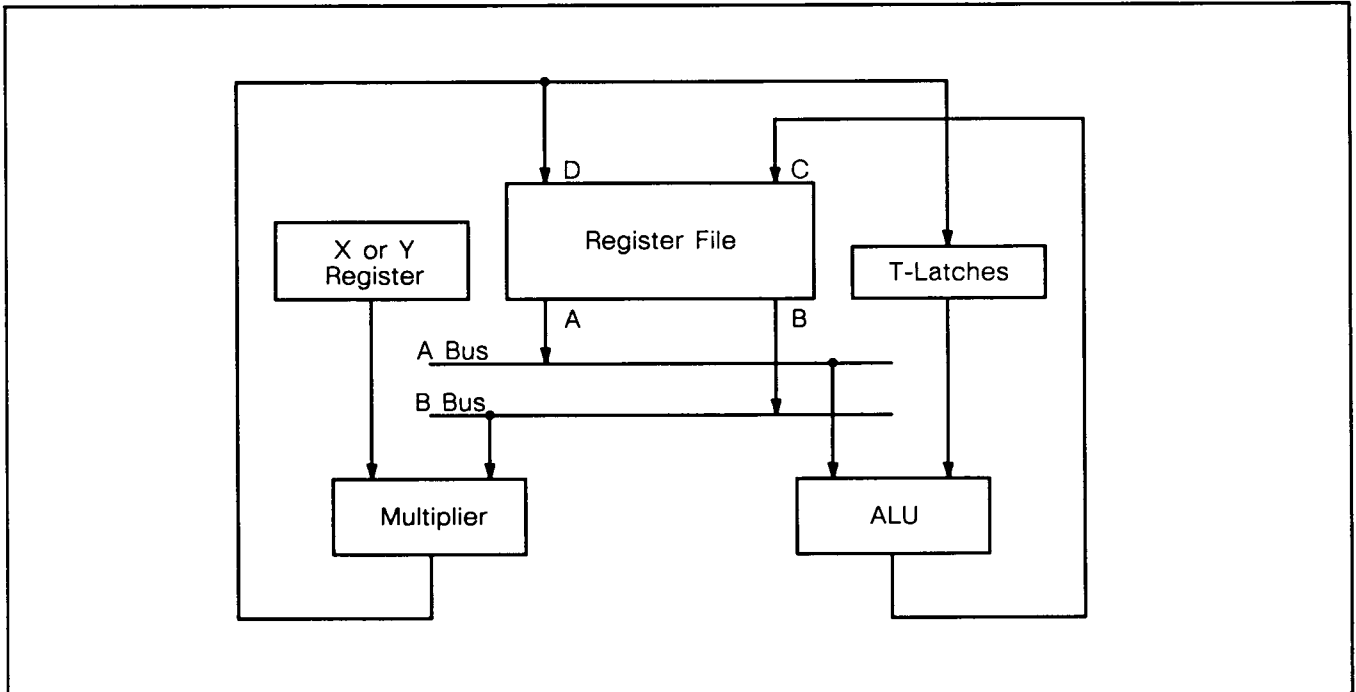 D
C
Register File
X or Y
Register
T-Latches
A
B
A Bus
B Bus
Multiplier
ALU